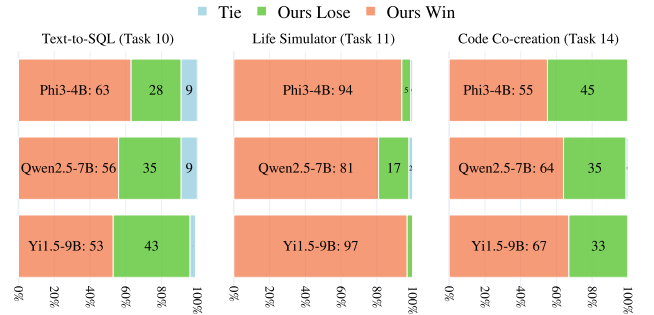 Tie Ours Lose Ours Win
Text-to-SQL (Task 10) Life Simulator (Task 11) Code Co-creation (Task 14)
Phi3-4B: 63 28 9 Phi3-4B: 94 5 Phi3-4B: 55 45
Qwen2.5-7B: 56 35 9 Qwen2.5-7B: 81 17 2 Qwen2.5-7B: 64 35
Yi1.5-9B: 53 43 Yi1.5-9B: 97 Yi1.5-9B: 67 33
0% 20% 40% 60% 80% 100% 0% 20% 40% 60% 80% 100% 0% 20% 40% 60% 80% 100%